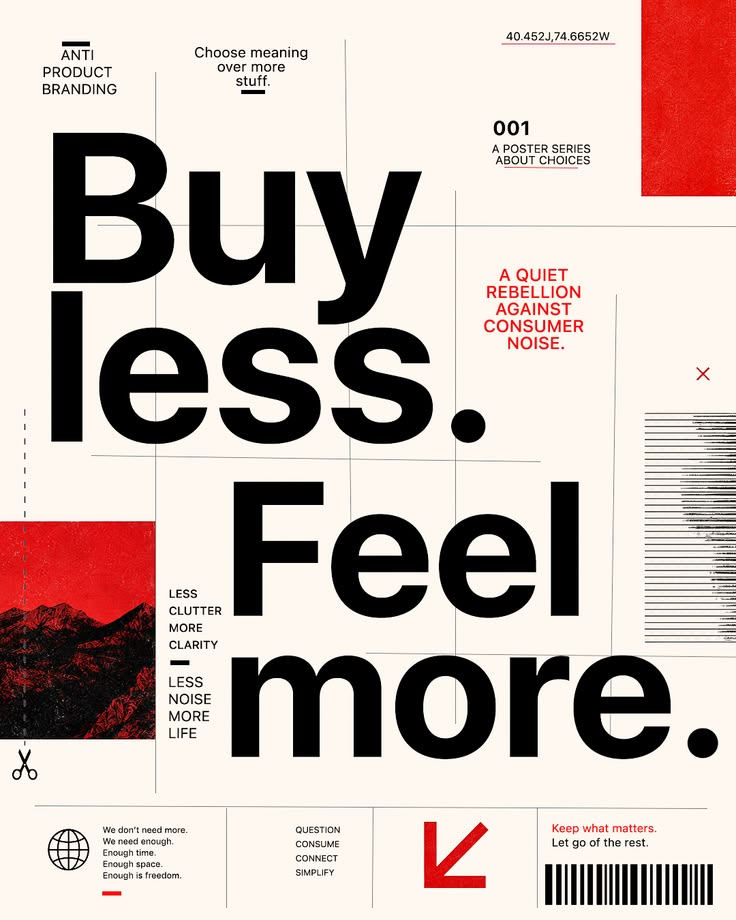 40.452J,74.6652W
ANTI
PRODUCT
BRANDING
Choose meaning
over more
stuff.
001
A POSTER SERIES
ABOUT CHOICES
Buy
less.
A QUIET
REBELLION
AGAINST
CONSUMER
NOISE.
Feel
more.
LESS
CLUTTER
MORE
CLARITY
LESS
NOISE
MORE
LIFE
We don't need more.
We need enough.
Enough time.
Enough space.
Enough is freedom.
QUESTION
CONSUME
CONNECT
SIMPLIFY
Keep what matters.
Let go of the rest.